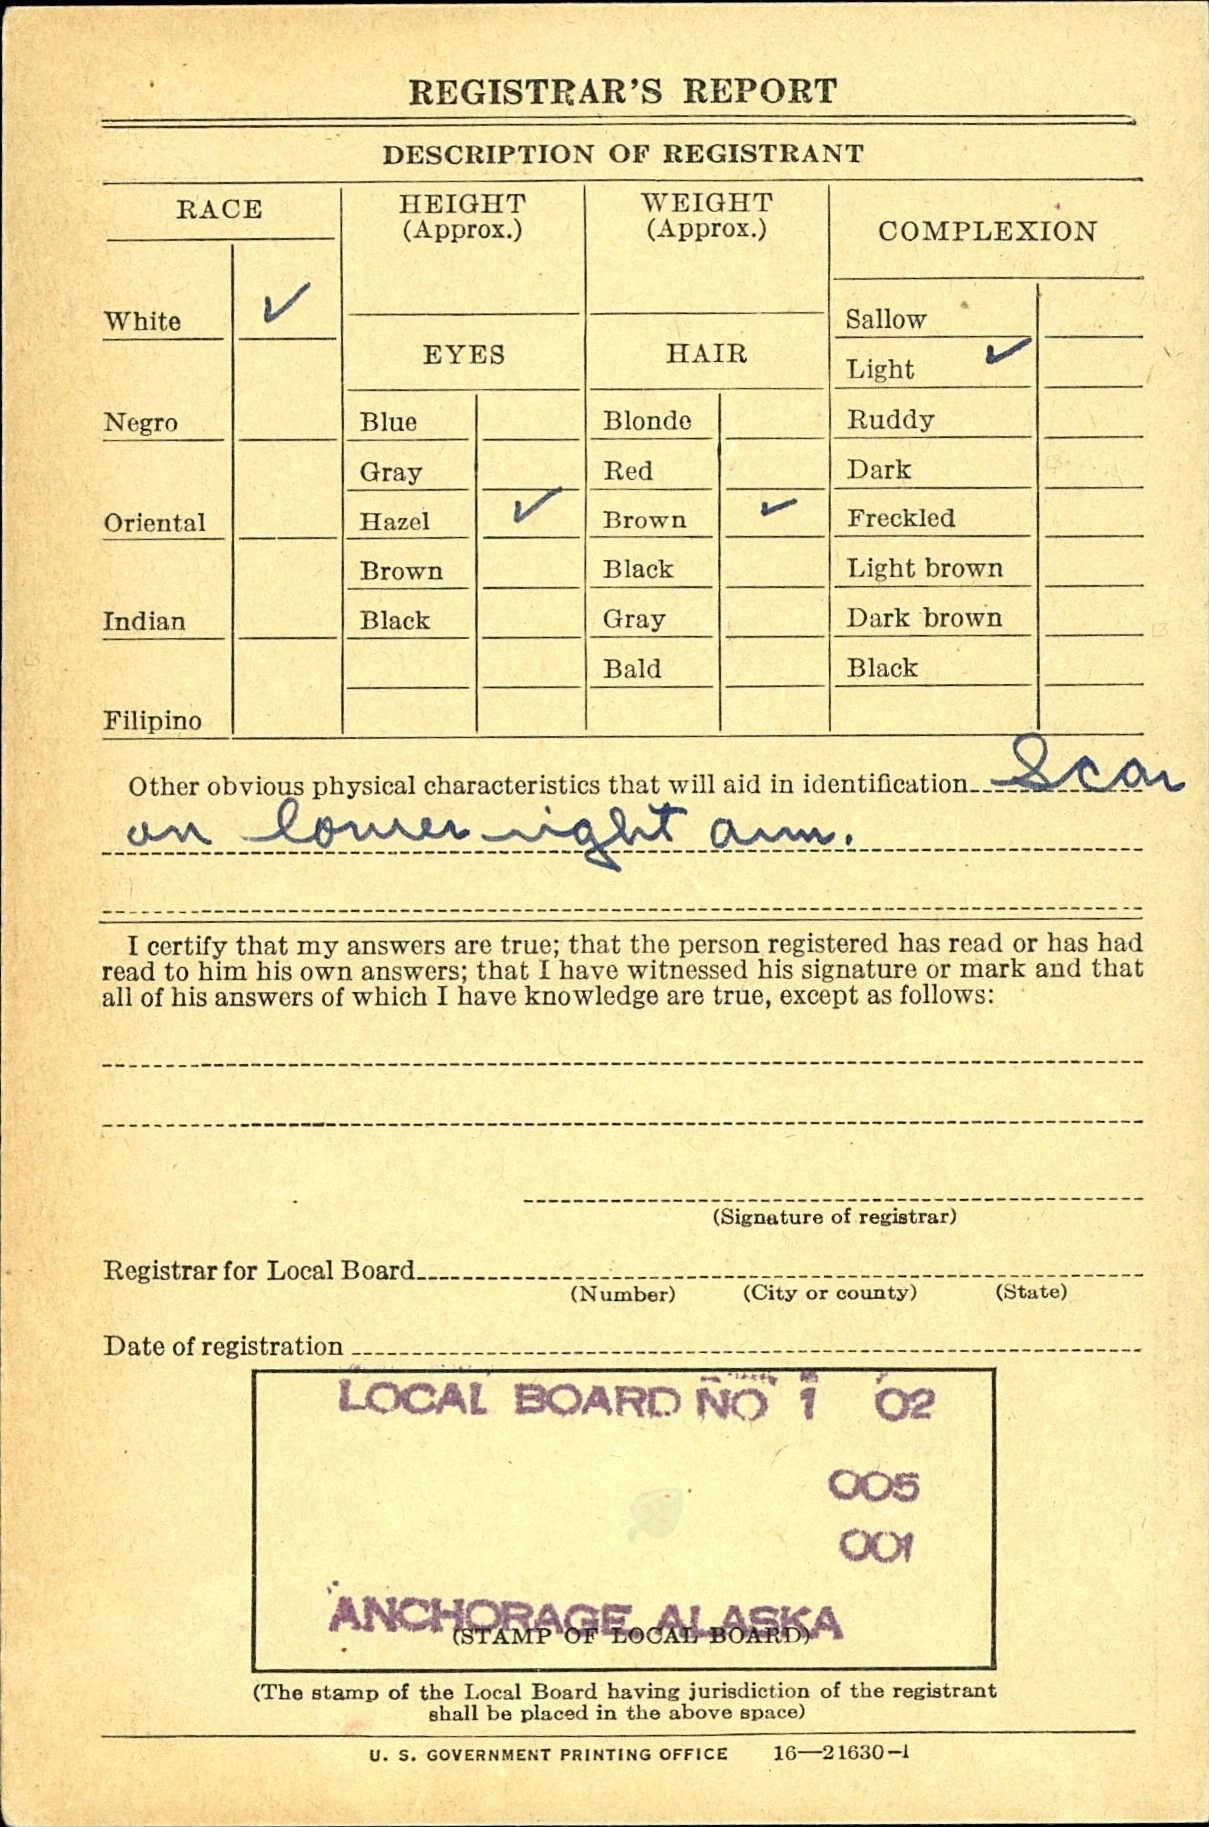 REGISTRAR'S REPORT
DESCRIPTION OF REGISTRANT
RACE
HEIGHT
(Approx.)
WEIGHT
(Approx.)
COMPLEXION
White ✓
Negro
Oriental
Indian
Filipino
EYES
Blue
Gray
Hazel ✓
Brown
Black
HAIR
Blonde
Red
Brown ✓
Black
Gray
Bald
Sallow
Light ✓
Ruddy
Dark
Freckled
Light brown
Dark brown
Black
Other obvious physical characteristics that will aid in identification Scar
on lower right arm.
I certify that my answers are true; that the person registered has read or has had
read to him his own answers; that I have witnessed his signature or mark and that
all of his answers of which I have knowledge are true, except as follows:
(Signature of registrar)
Registrar for Local Board
(Number) (City or county) (State)
Date of registration
LOCAL BOARD NO 1 02
005
001
ANCHORAGE, ALASKA
(STAMP OF LOCAL BOARD)
(The stamp of the Local Board having jurisdiction of the registrant
shall be placed in the above space)
U. S. GOVERNMENT PRINTING OFFICE 16—21630-1